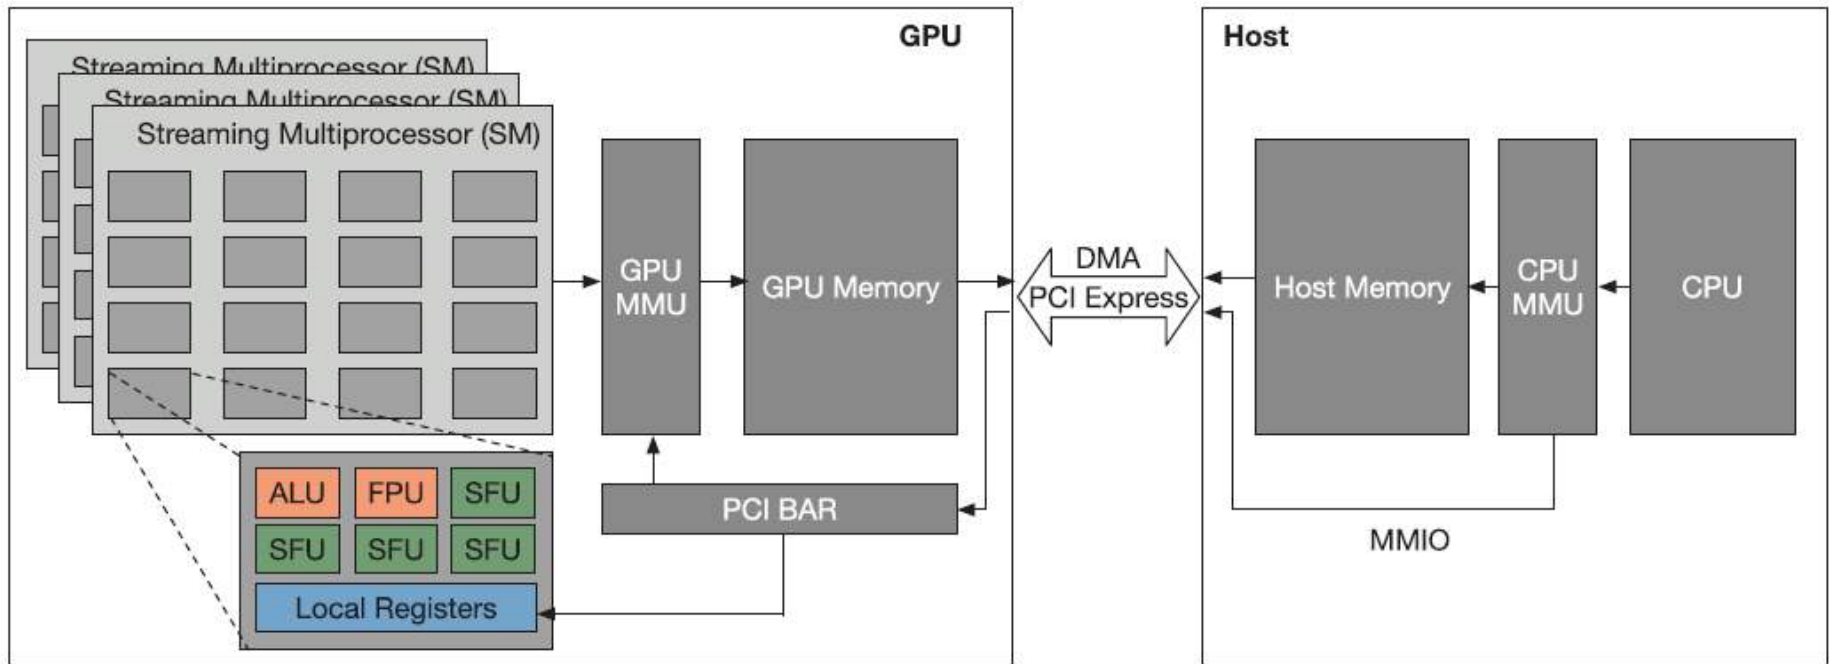 GPU
Host
Streaming Multiprocessor (SM)
Streaming Multiprocessor (SM)
Streaming Multiprocessor (SM)
GPU
MMU
GPU Memory
DMA
PCI Express
Host Memory
CPU
MMU
CPU
ALU
FPU
SFU
SFU
SFU
SFU
Local Registers
PCI BAR
MMIO